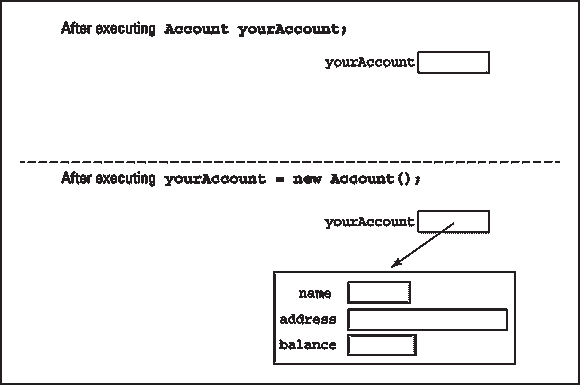 After executing Account yourAccount;
yourAccount
After executing yourAccount = new Account();
yourAccount
name
address
balance